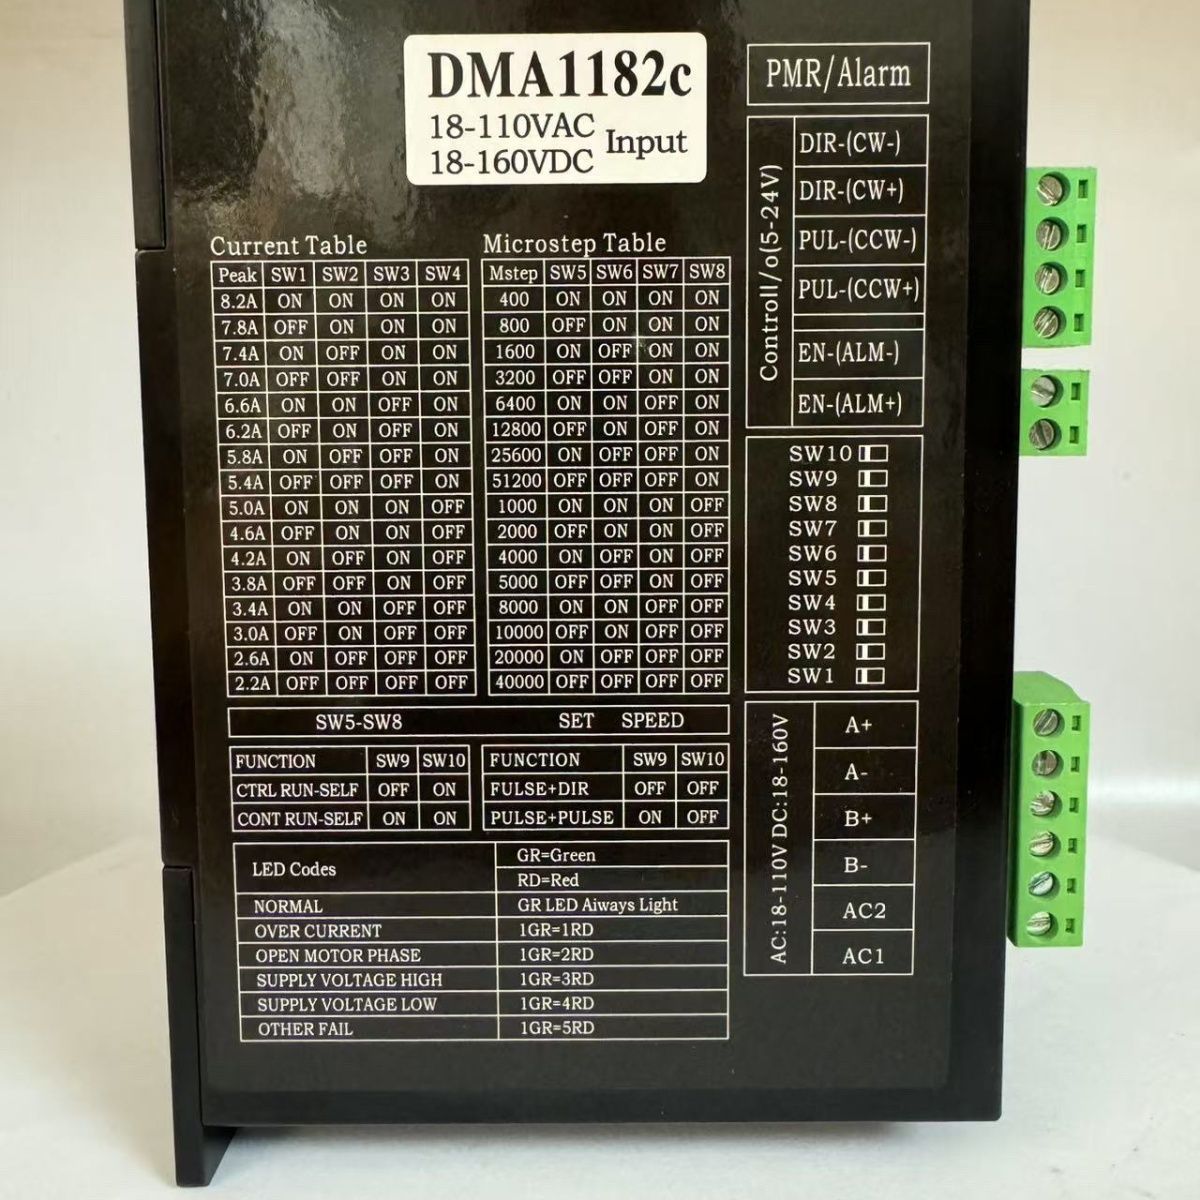 DMA1182c
18-110VAC
18-160VDC
Input
Current Table
Peak SW1 SW2 SW3 SW4
8.2A ON ON ON ON
7.8A OFF ON ON ON
7.4A ON OFF ON ON
7.0A OFF OFF ON ON
6.6A ON ON OFF ON
6.2A OFF ON OFF ON
5.8A ON OFF OFF ON
5.4A OFF OFF OFF ON
5.0A ON ON ON OFF
4.6A OFF ON ON OFF
4.2A ON OFF ON OFF
3.8A OFF OFF ON OFF
3.4A ON ON OFF OFF
3.0A OFF ON OFF OFF
2.6A ON OFF OFF OFF
2.2A OFF OFF OFF OFF
Microstep Table
Mstep SW5 SW6 SW7 SW8
400 ON ON ON ON
800 OFF ON ON ON
1600 ON OFF ON ON
3200 OFF OFF ON ON
6400 ON ON OFF ON
12800 OFF ON OFF ON
25600 ON OFF OFF ON
51200 OFF OFF OFF ON
1000 ON ON ON OFF
2000 OFF ON ON OFF
4000 ON OFF ON OFF
5000 OFF OFF ON OFF
8000 ON ON OFF OFF
10000 OFF ON OFF OFF
20000 ON OFF OFF OFF
40000 OFF OFF OFF OFF
SW5-SW8 SET SPEED
FUNCTION SW9 SW10
CTRL RUN-SELF OFF ON
CONT RUN-SELF ON ON
FUNCTION SW9 SW10
FULSE+DIR OFF OFF
PULSE+PULSE ON OFF
LED Codes
GR=Green
RD=Red
NORMAL GR LED Aiways Light
OVER CURRENT 1GR=1RD
OPEN MOTOR PHASE 1GR=2RD
SUPPLY VOLTAGE HIGH 1GR=3RD
SUPPLY VOLTAGE LOW 1GR=4RD
OTHER FAIL 1GR=5RD
PMR/Alarm
Controll/o(5-24V)
DIR-(CW-)
DIR-(CW+)
PUL-(CCW-)
PUL-(CCW+)
EN-(ALM-)
EN-(ALM+)
SW10
SW9
SW8
SW7
SW6
SW5
SW4
SW3
SW2
SW1
AC:18-110V DC:18-160V
A+
A-
B+
B-
AC2
AC1